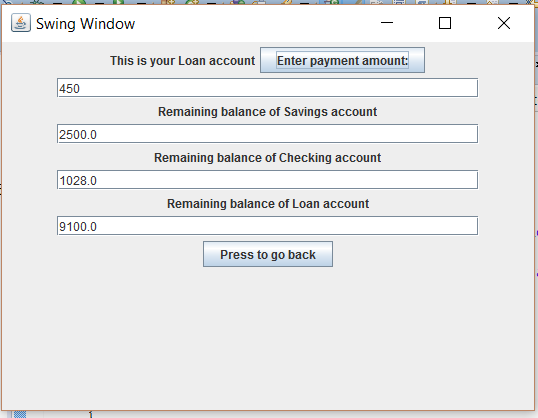 Swing Window
This is your Loan account Enter payment amount:
450
Remaining balance of Savings account
2500.0
Remaining balance of Checking account
1028.0
Remaining balance of Loan account
9100.0
Press to go back